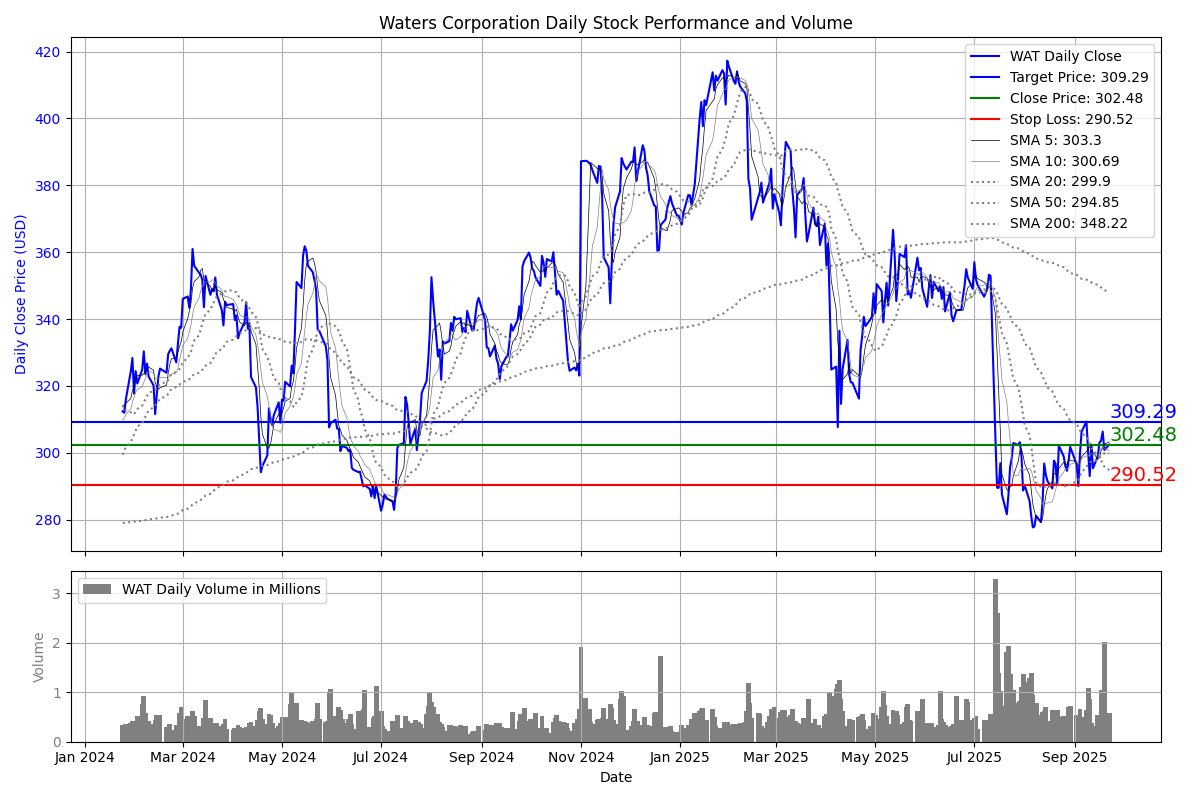 Waters Corporation Daily Stock Performance and Volume
Daily Close Price (USD)
420
400
380
360
340
320
300
280
WAT Daily Close
Target Price: 309.29
Close Price: 302.48
Stop Loss: 290.52
SMA 5: 303.3
SMA 10: 300.69
SMA 20: 299.9
SMA 50: 294.85
SMA 200: 348.22
309.29
302.48
290.52
WAT Daily Volume in Millions
Volume
3
2
1
0
Jan 2024 Mar 2024 May 2024 Jul 2024 Sep 2024 Nov 2024 Jan 2025 Mar 2025 May 2025 Jul 2025 Sep 2025
Date